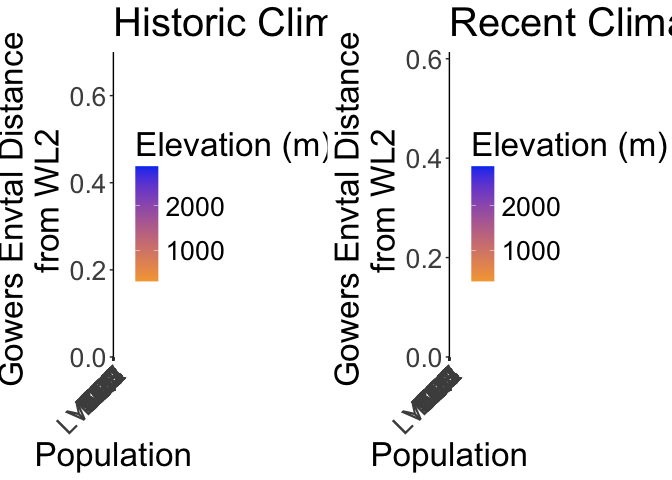 Historic Clim
Gowers Envtal Distance
from WL2
0.6
0.4
0.2
0.0
Elevation (m)
2000
1000
Population
Recent Clima
Gowers Envtal Distance
from WL2
0.6
0.4
0.2
0.0
Elevation (m)
2000
1000
Population